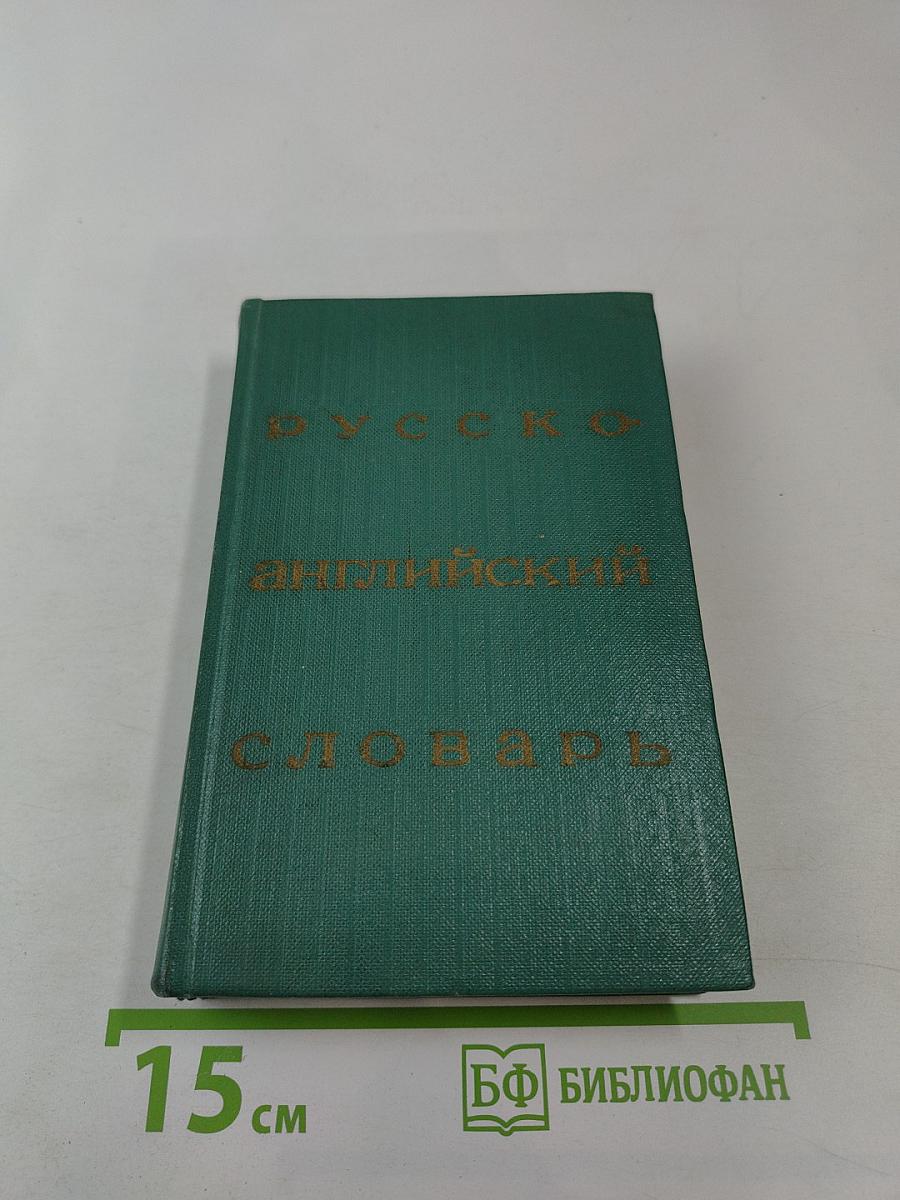 русско-
английский
словарь
15 см
БФ БИБЛИОФАН